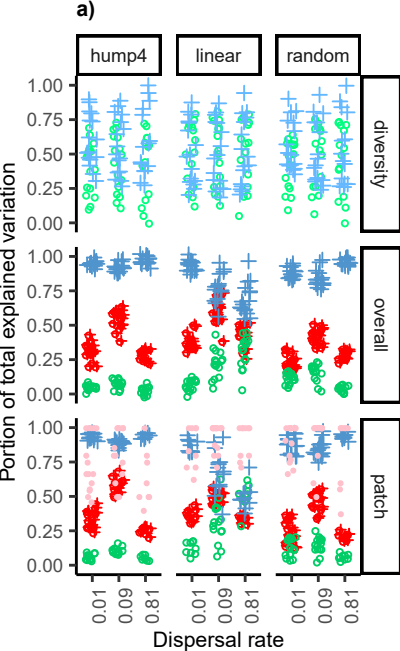 a)
hump4 linear random
1.00
0.75
0.50
0.25
0.00
diversity
1.00
0.75
0.50
0.25
0.00
overall
1.00
0.75
0.50
0.25
0.00
patch
Portion of total explained variation
0.01 0.09 0.81 0.01 0.09 0.81 0.01 0.09 0.81
Dispersal rate